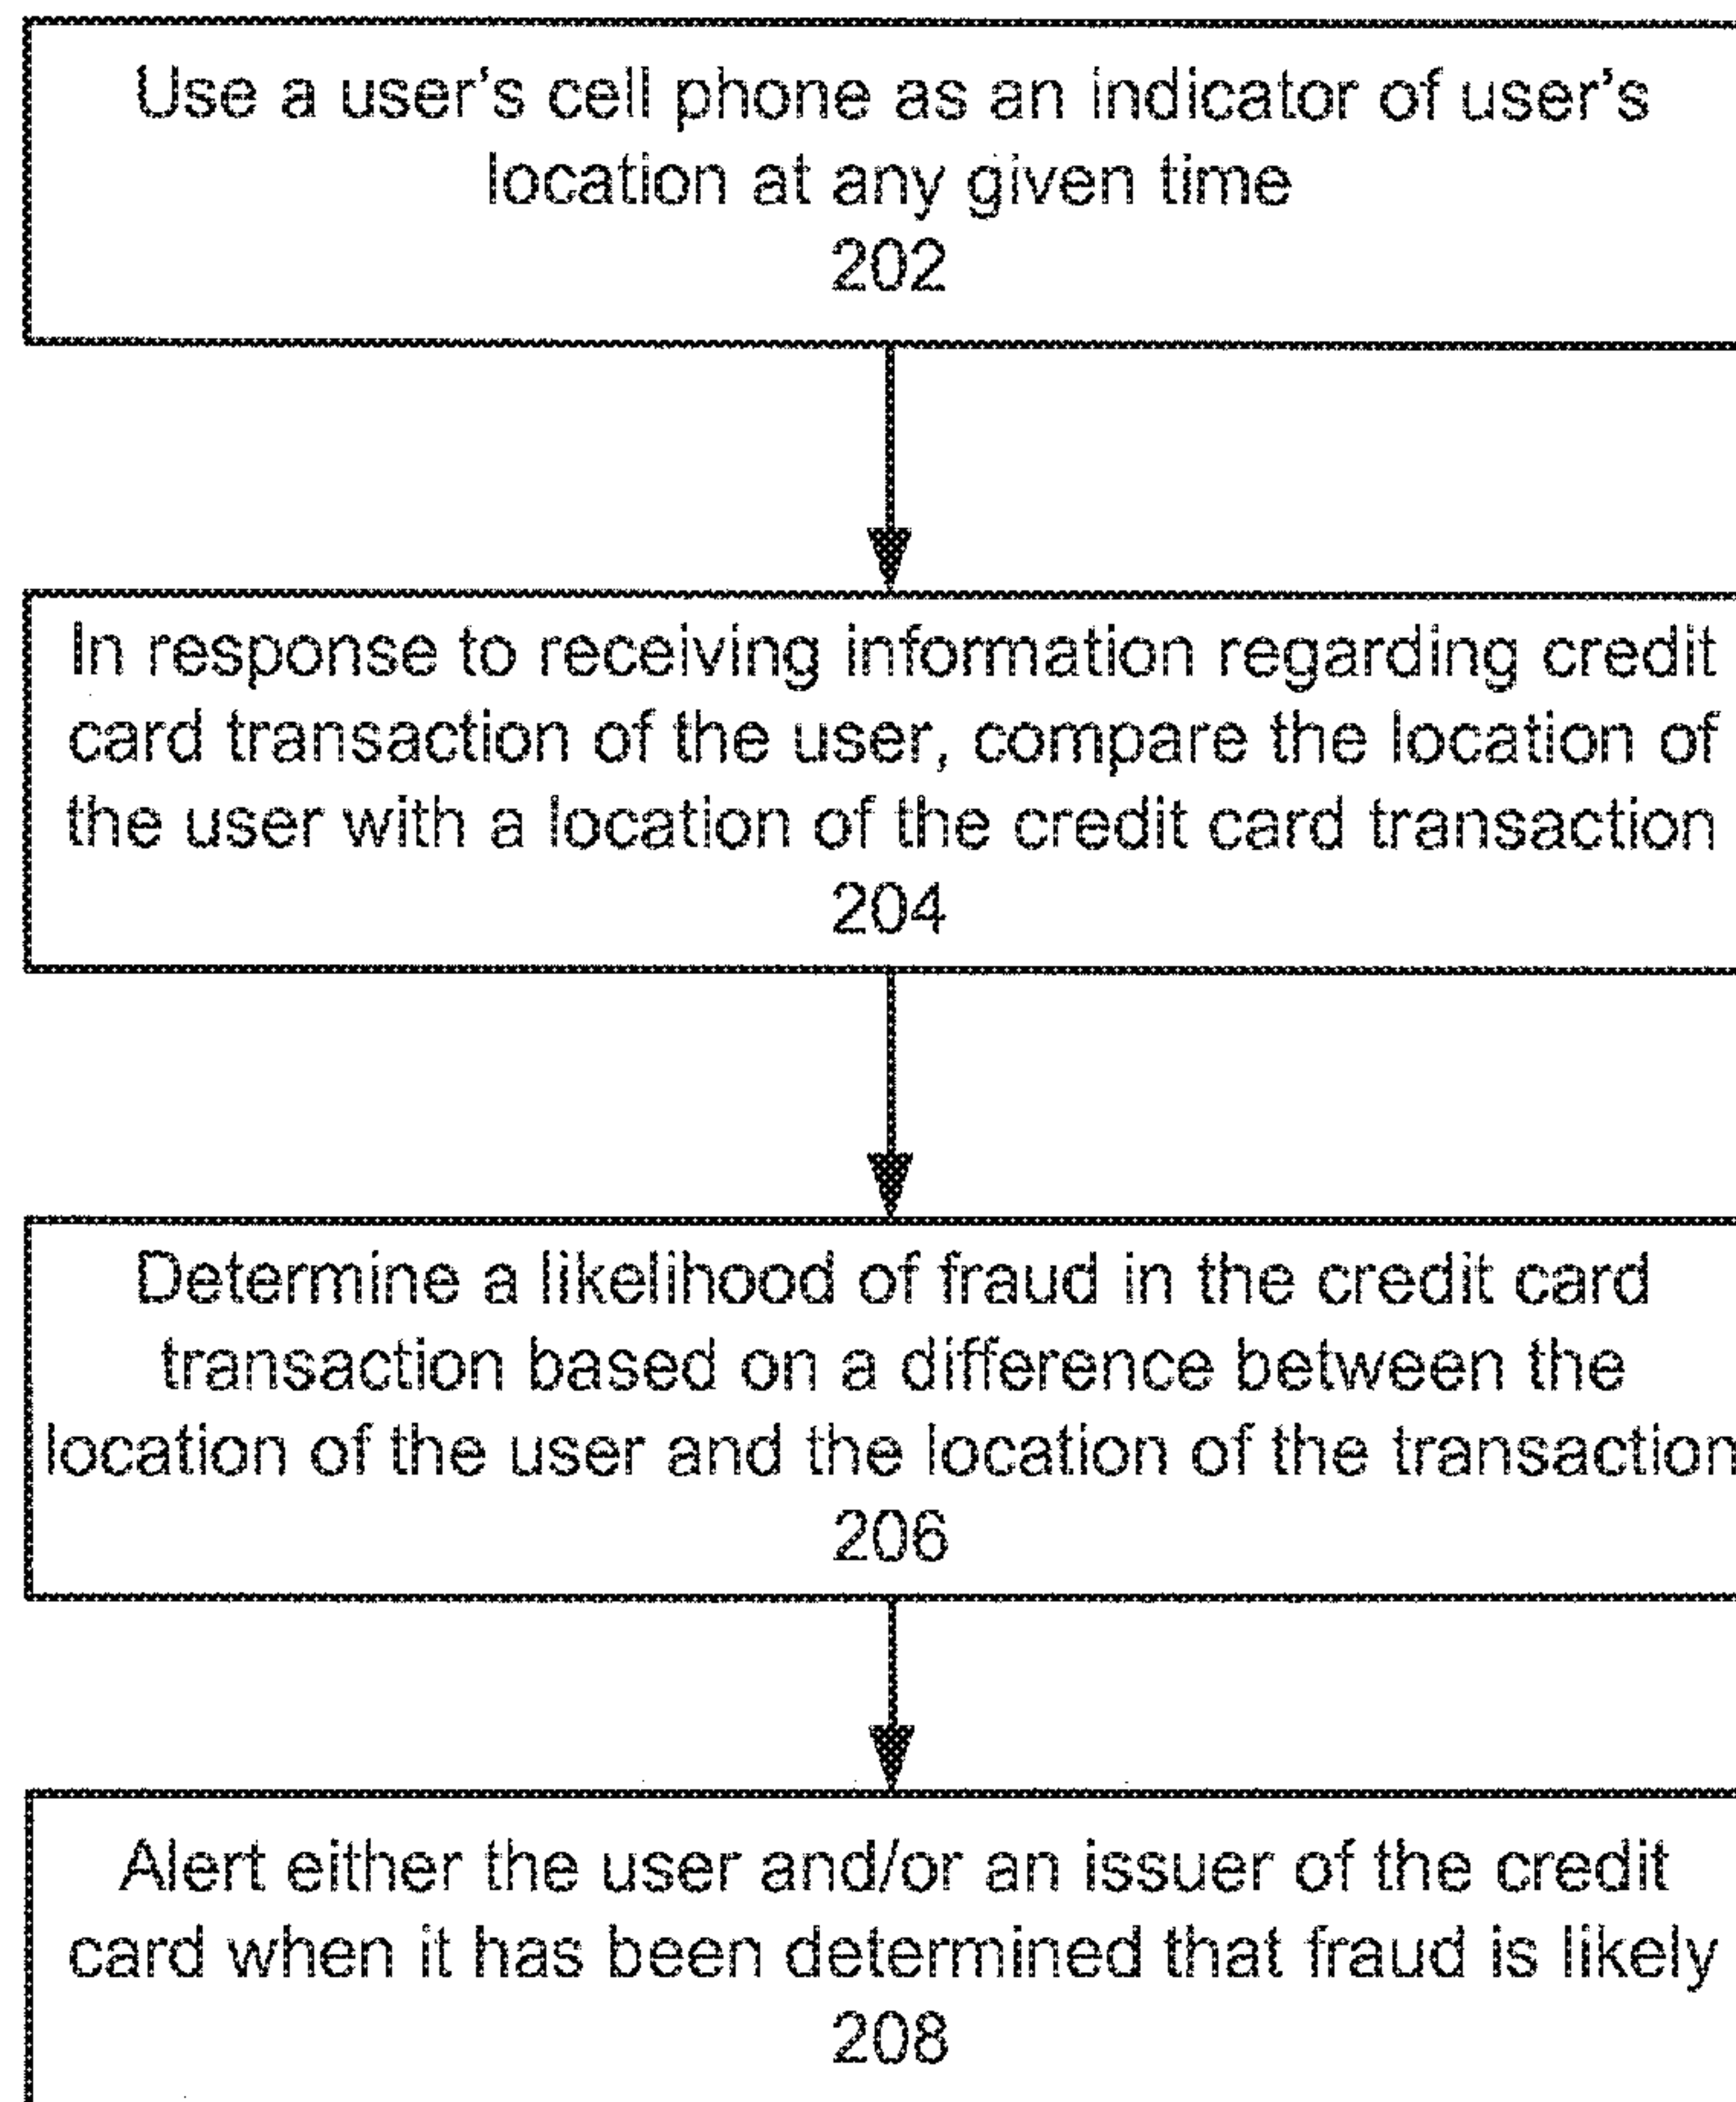 Use a user's cell phone as an indicator of user's
location at any given time
202
In response to receiving information regarding credit
card transaction of the user, compare the location of
the user with a location of the credit card transaction
204
Determine a likelihood of fraud in the credit card
transaction based on a difference between the
location of the user and the location of the transaction
206
Alert either the user and/or an issuer of the credit
card when it has been determined that fraud is likely
208